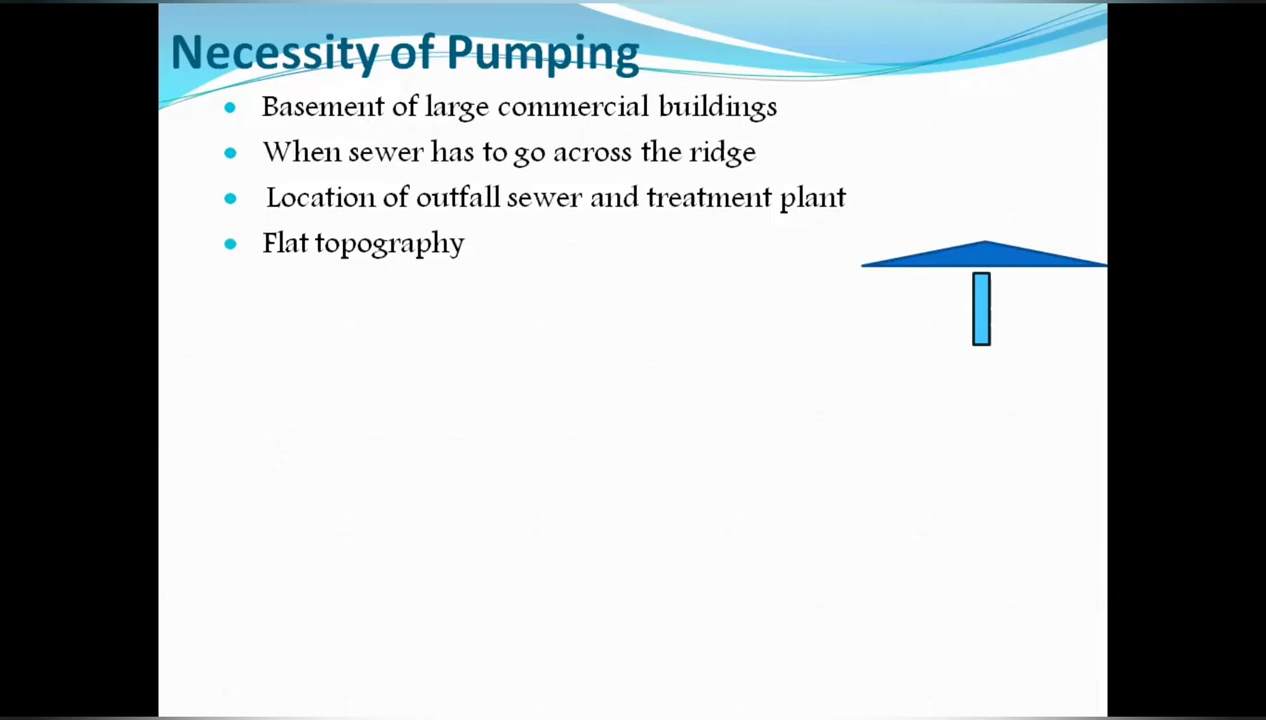 Necessity of Pumping
Basement of large commercial buildings
When sewer has to go across the ridge
Location of outfall sewer and treatment plant
Flat topography